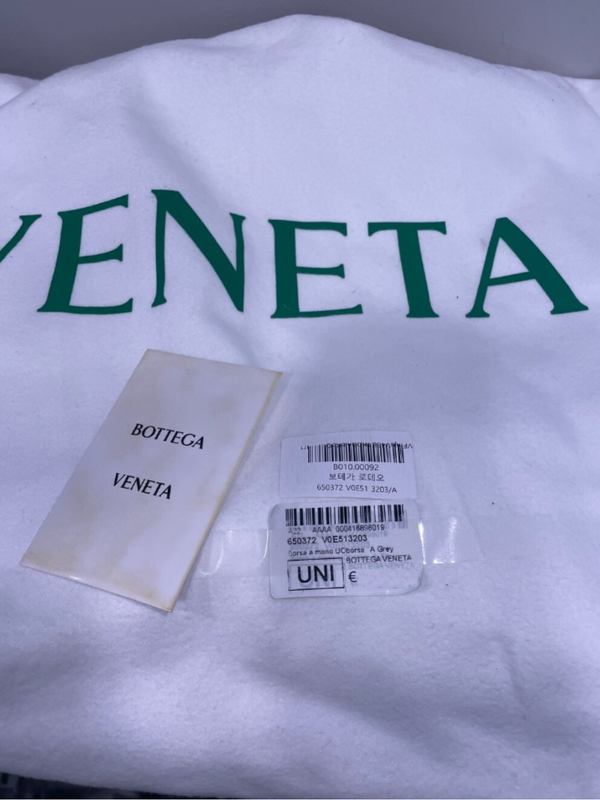 VENETA
BOTTEGA
VENETA
B010.00092
보테가 로데오
650372 V0E51 3203/A
AAAA 000416898019
650372 V0E513203
Borsa a mano UCborsa A Grey
BOTTEGA VENETA
UNI €